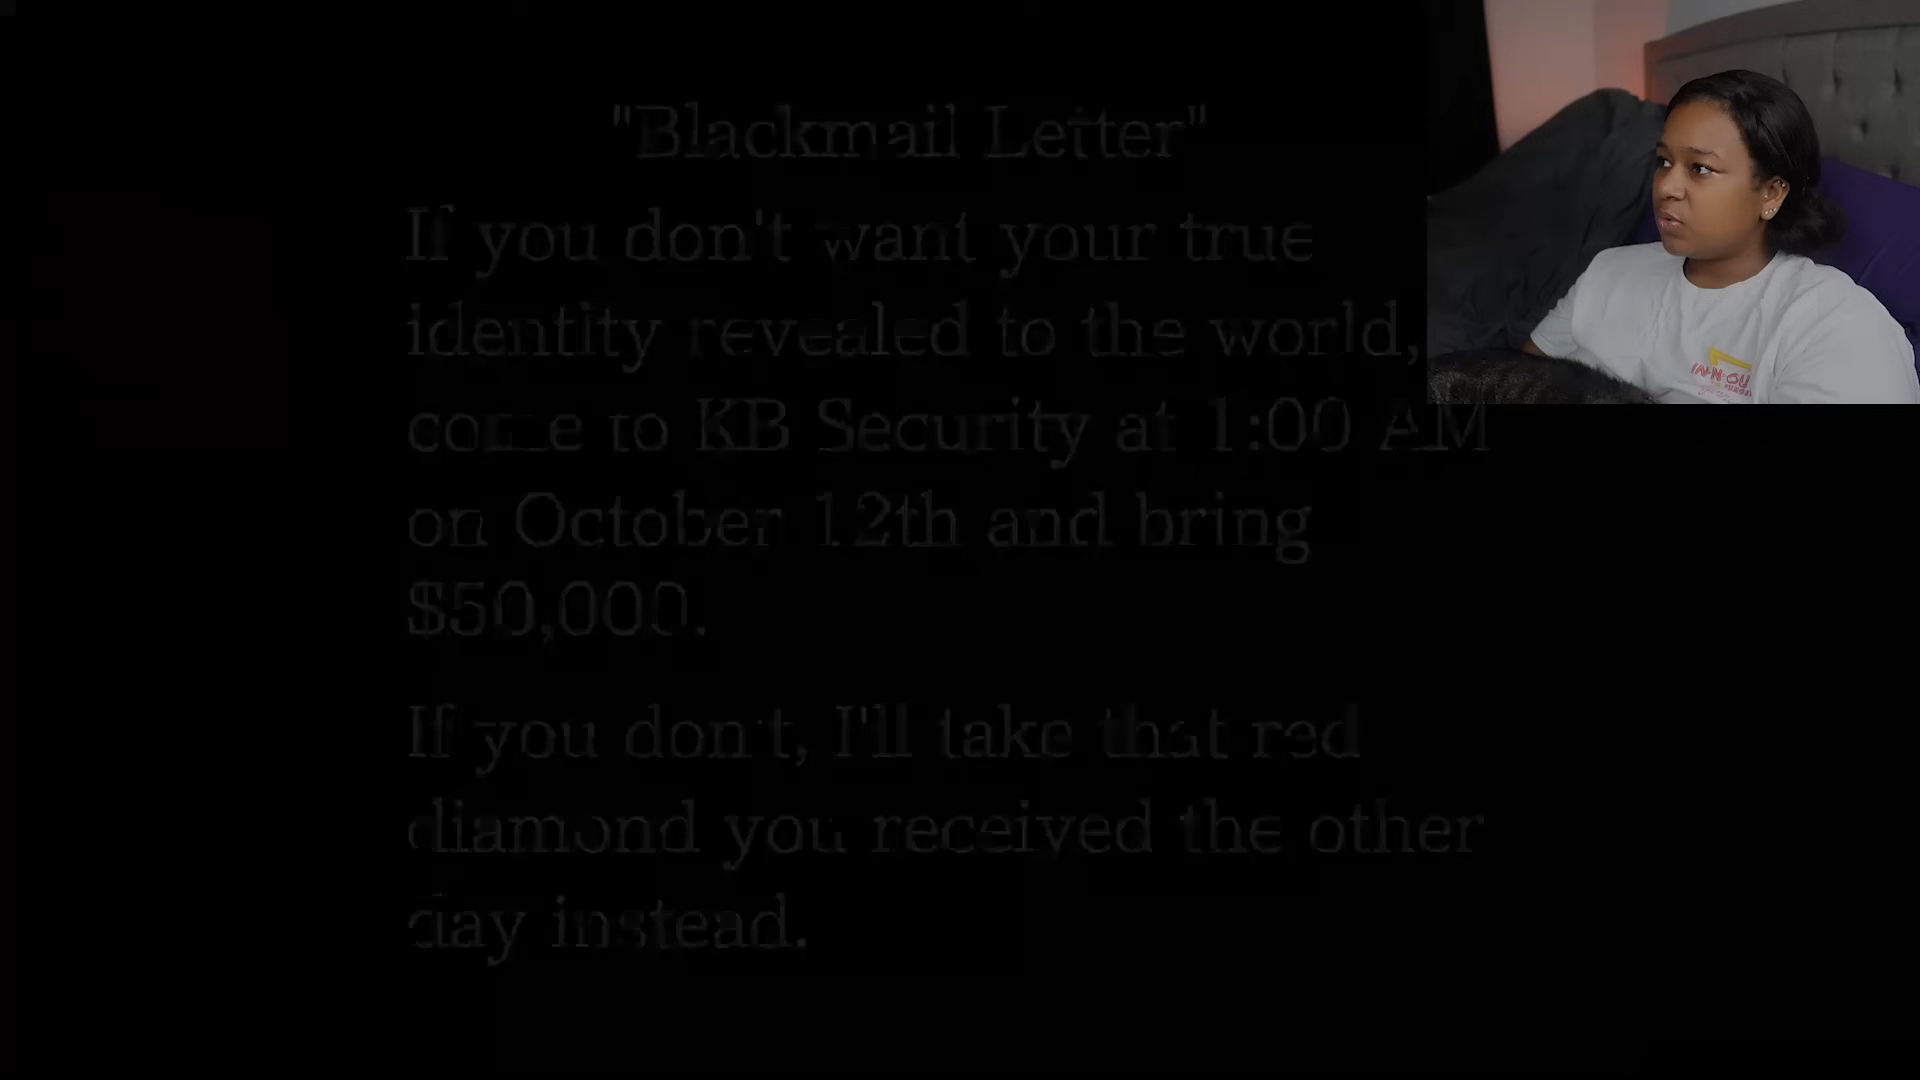 "Blackmail Letter"
If you don't want your true
identity revealed to the world,
come to KB Security at 1:00 AM
on October 12th and bring
$50,000.
If you don't, I'll take that red
diamond you received the other
day instead.
IN-N-OU